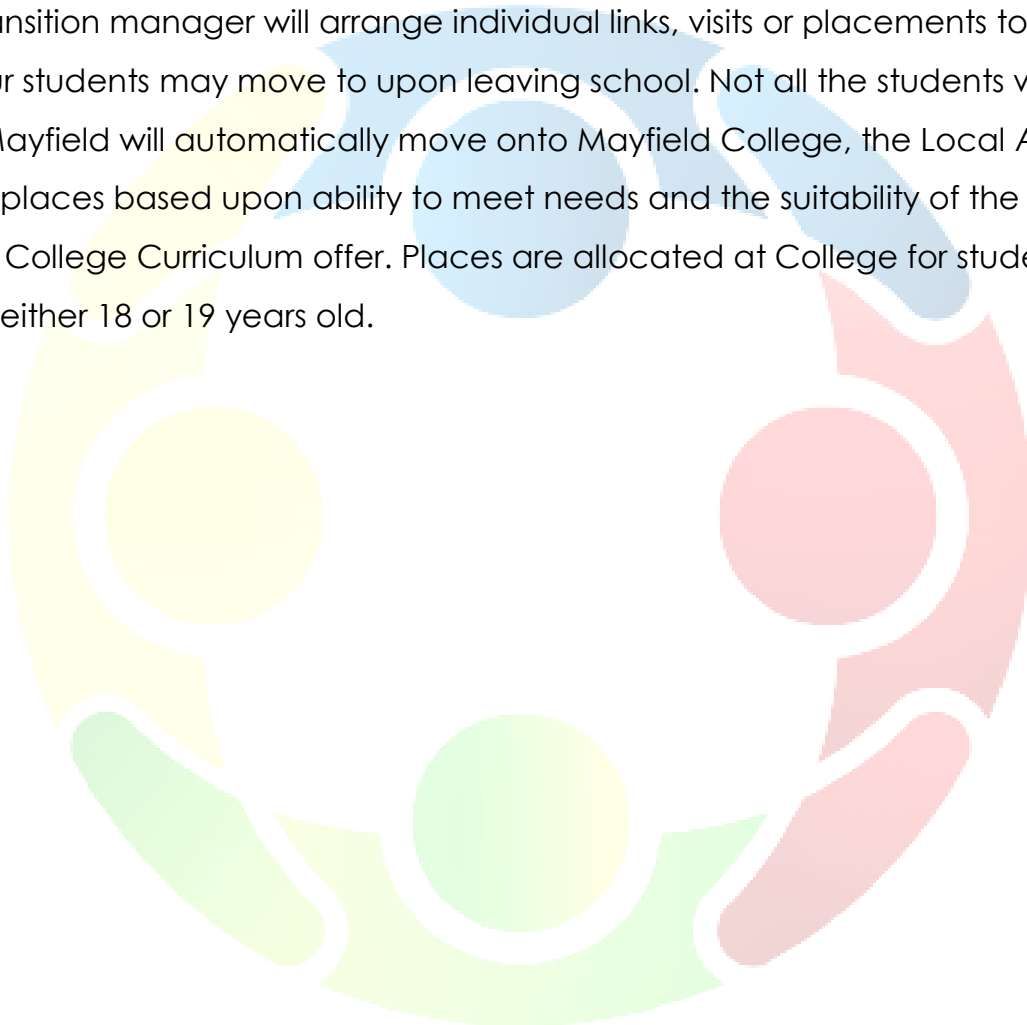 nsition manager will arrange individual links, visits or placements to
r students may move to upon leaving school. Not all the students
ayfield will automatically move onto Mayfield College, the Local
places based upon ability to meet needs and the suitability of the
College Curriculum offer. Places are allocated at College for stude
either 18 or 19 years old.